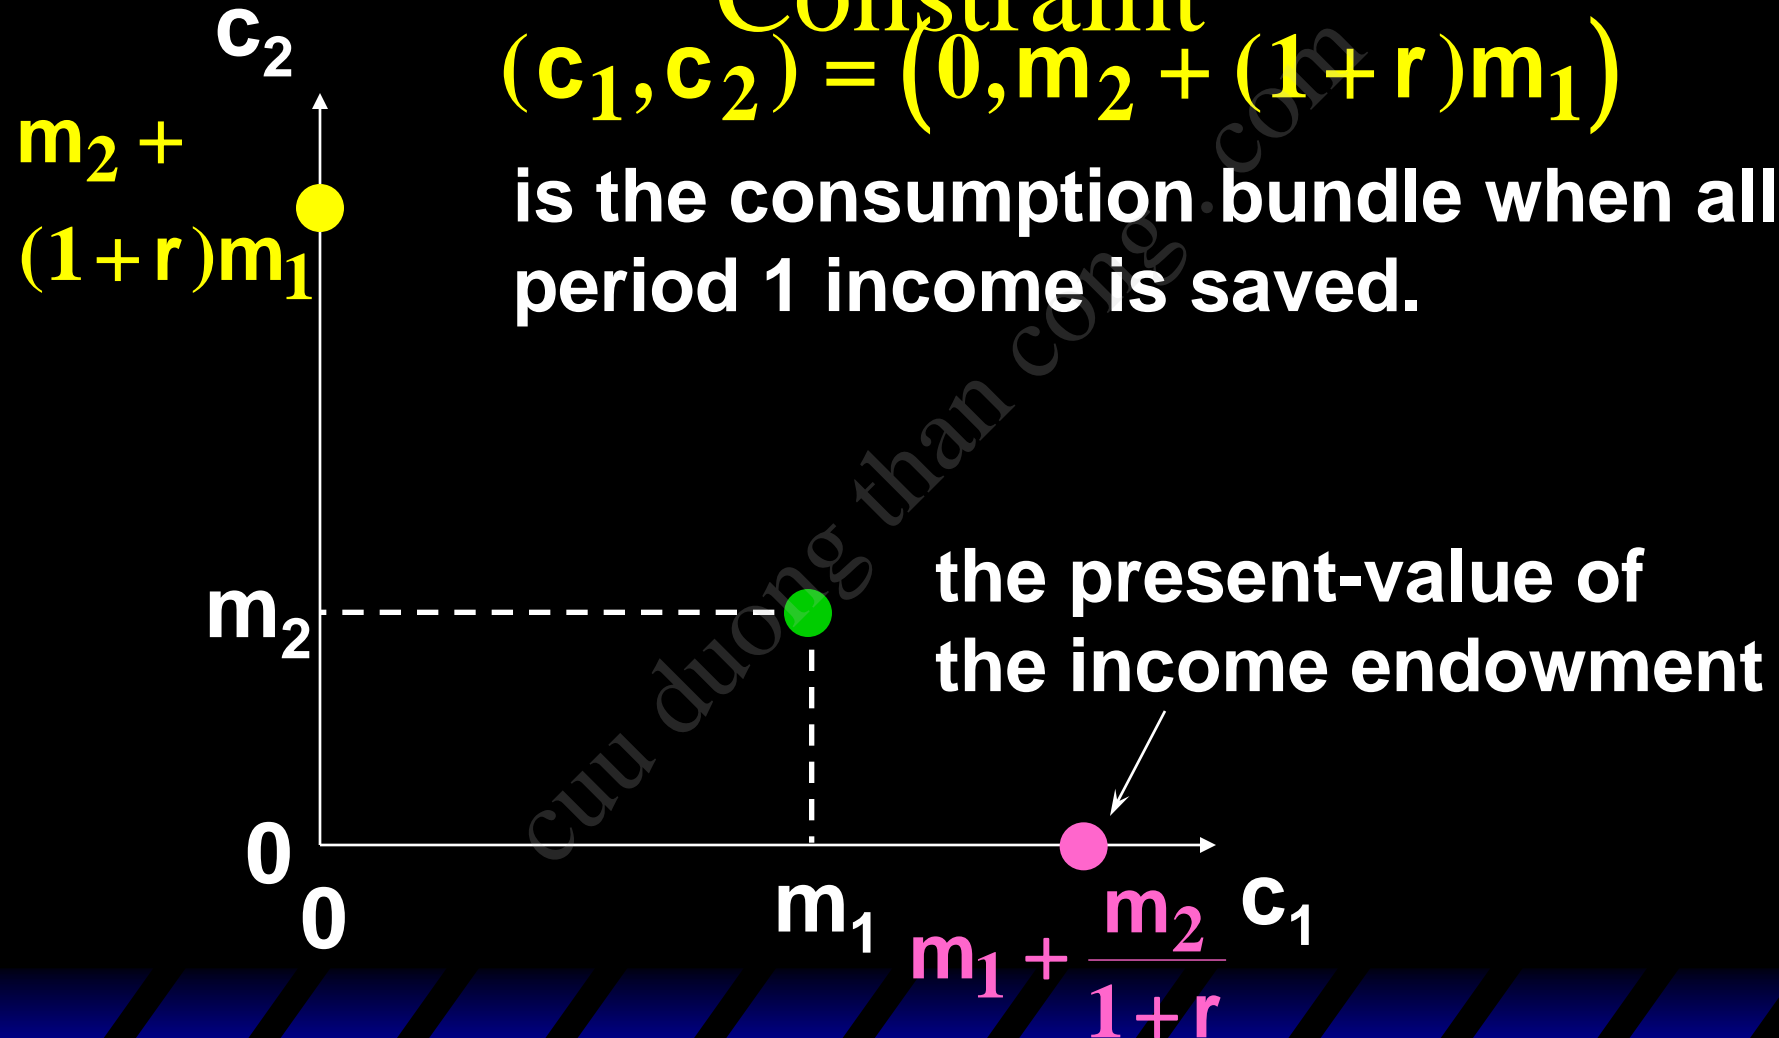 Constraint
c₂
(c₁,c₂) = (0,m₂ + (1 + r)m₁)
m₂ +
(1 + r)m₁
is the consumption bundle when all
period 1 income is saved.
the present-value of
the income endowment
m₂
0
0
m₁
m₁ + m₂
1 + r
c₁
cuu duong than cong . com